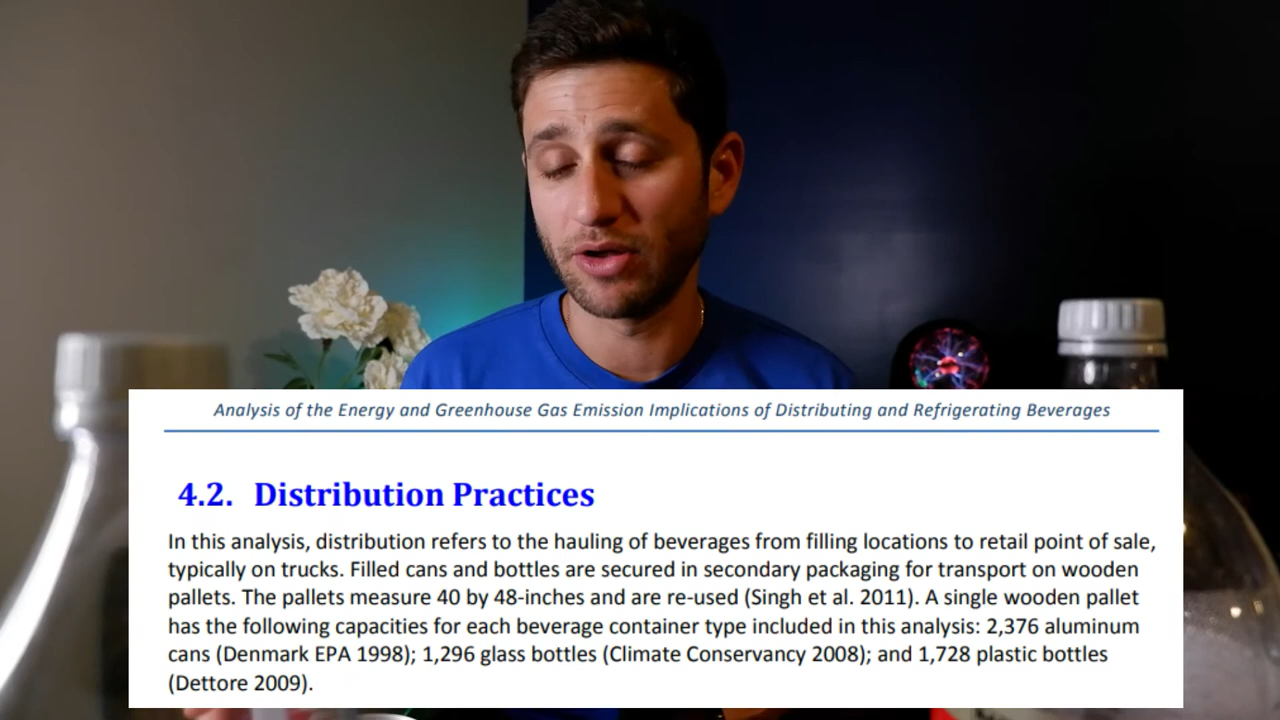 Analysis of the Energy and Greenhouse Gas Emission Implications of Distributing and Refrigerating Beverages
4.2. Distribution Practices
In this analysis, distribution refers to the hauling of beverages from filling locations to retail point of sale,
typically on trucks. Filled cans and bottles are secured in secondary packaging for transport on wooden
pallets. The pallets measure 40 by 48-inches and are re-used (Singh et al. 2011). A single wooden pallet
has the following capacities for each beverage container type included in this analysis: 2,376 aluminum
cans (Denmark EPA 1998); 1,296 glass bottles (Climate Conservancy 2008); and 1,728 plastic bottles
(Dettore 2009).